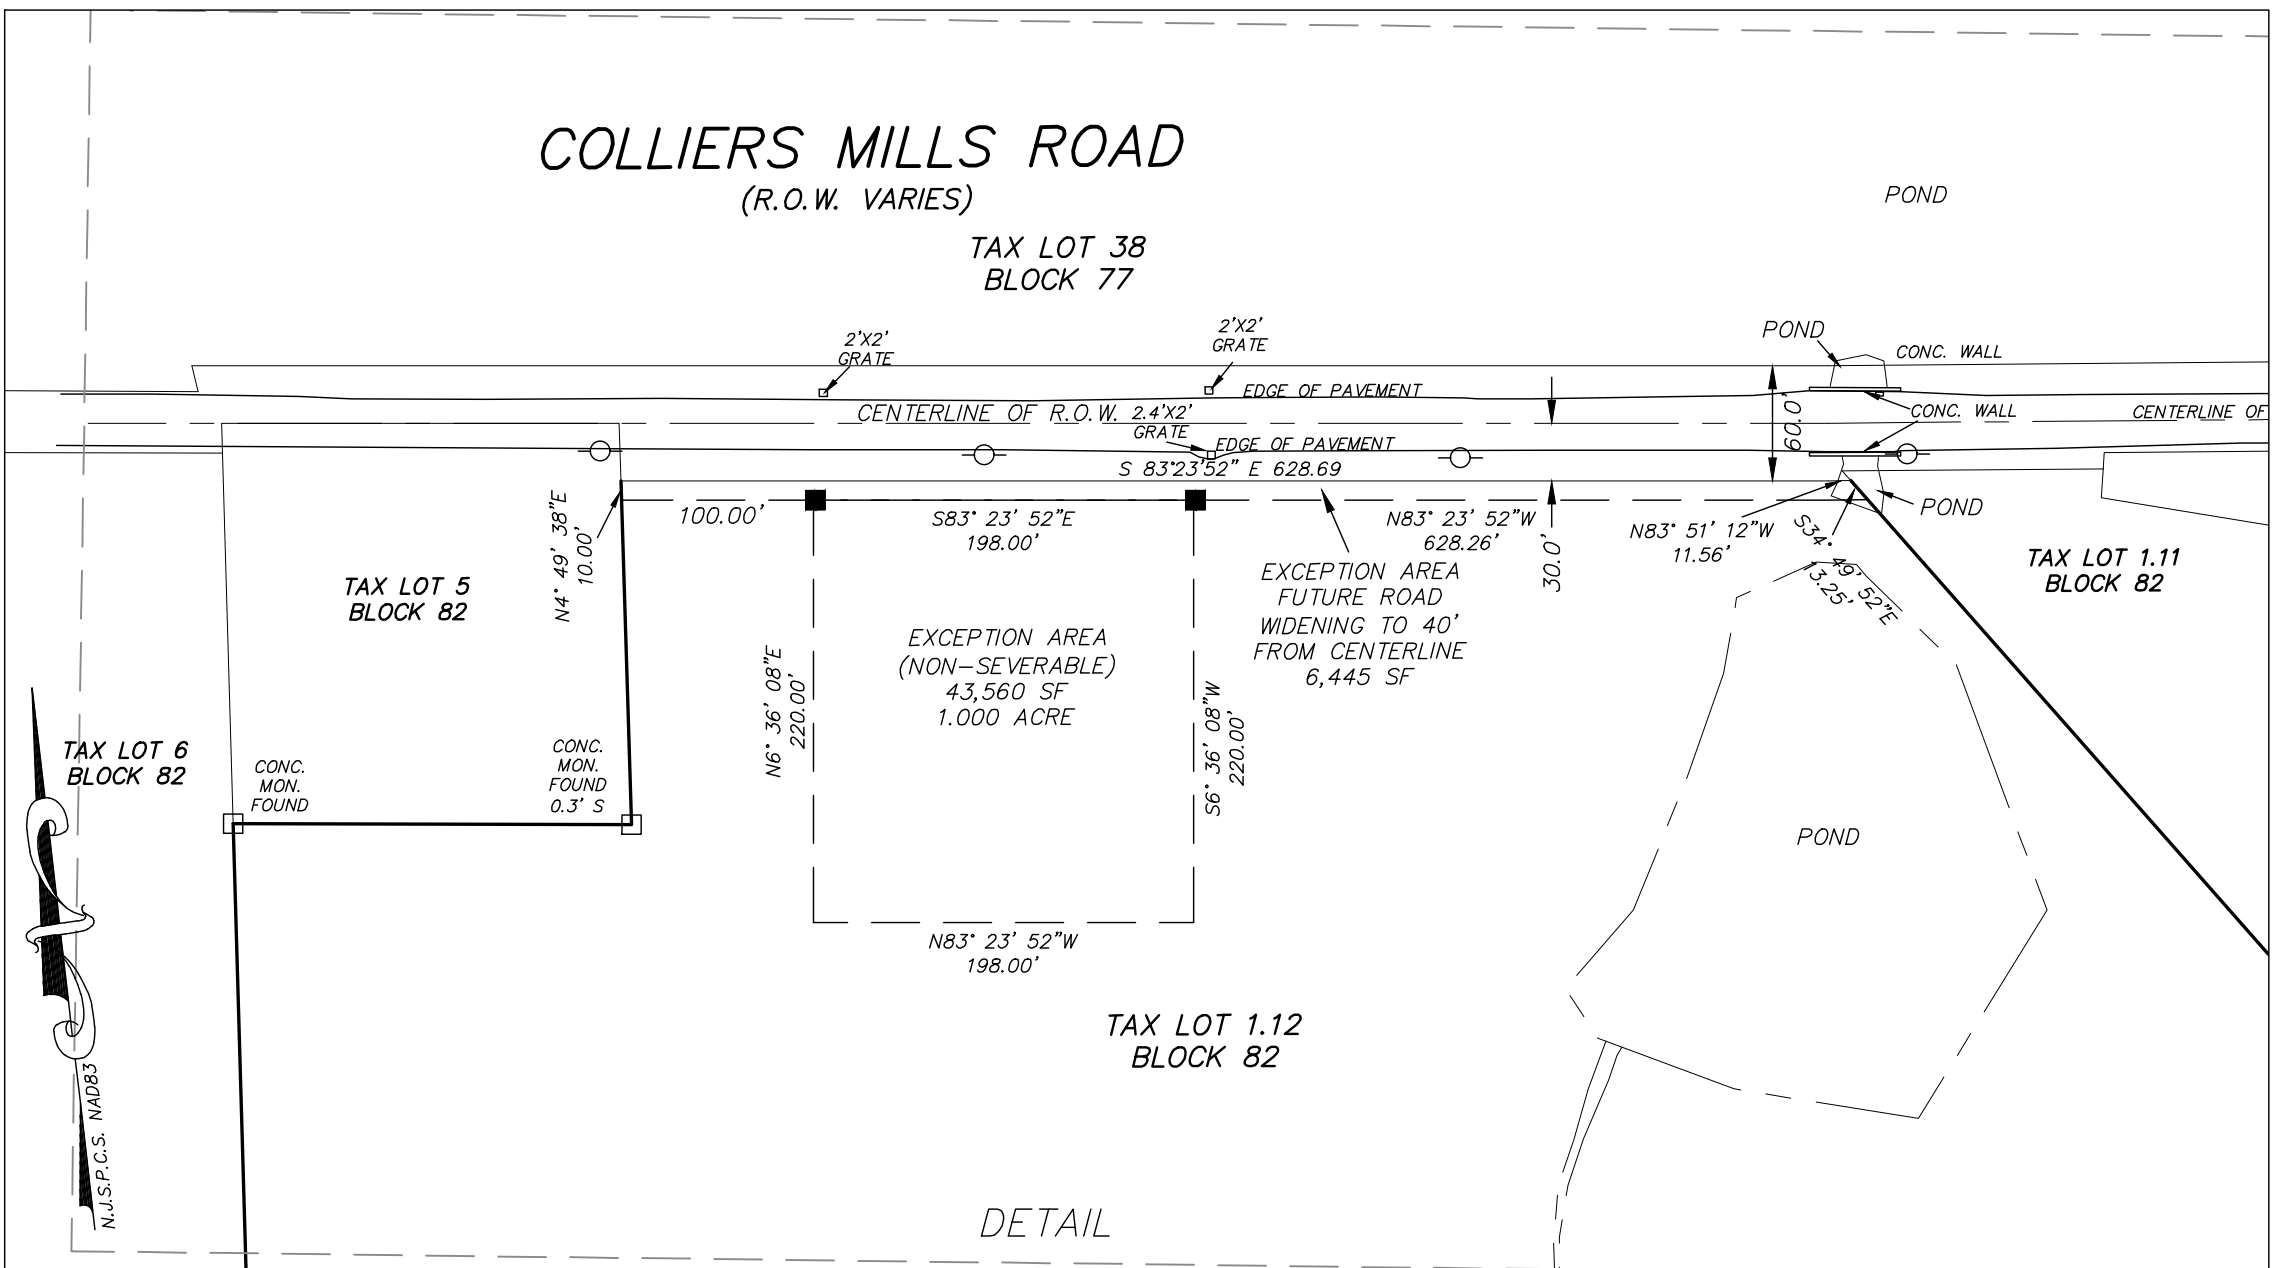 COLLIERS MILLS ROAD
(R.O.W. VARIES)
POND
TAX LOT 38
BLOCK 77
2'X2'
GRATE
2'X2'
GRATE
POND
CONC. WALL
EDGE OF PAVEMENT
CENTERLINE OF R.O.W.
2.4'X2'
GRATE
60.0'
CONC. WALL
CENTERLINE OF
EDGE OF PAVEMENT
S 83°23'52" E 628.69
N4° 49' 38"E
10.00'
100.00'
S83° 23' 52"E
198.00'
N83° 23' 52"W
628.26'
30.0'
N83° 51' 12"W
11.56'
S34° 49' 52"E
13.25'
POND
TAX LOT 1.11
BLOCK 82
TAX LOT 5
BLOCK 82
EXCEPTION AREA
FUTURE ROAD
WIDENING TO 40'
FROM CENTERLINE
6,445 SF
EXCEPTION AREA
(NON-SEVERABLE)
43,560 SF
1.000 ACRE
N6° 36' 08"E
220.00'
S6° 36' 08"W
220.00'
TAX LOT 6
BLOCK 82
CONC.
MON.
FOUND
CONC.
MON.
FOUND
0.3' S
POND
N83° 23' 52"W
198.00'
TAX LOT 1.12
BLOCK 82
N.J.S.P.C.S. NAD83
DETAIL